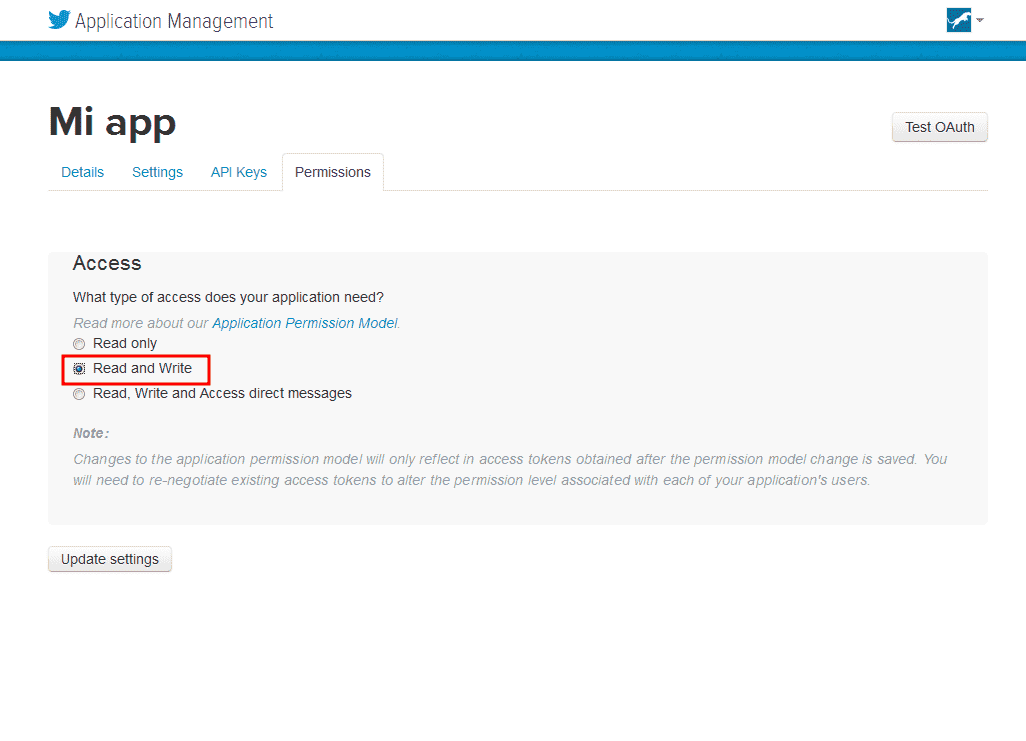 Application Management
Mi app
Test OAuth
Details Settings API Keys Permissions
Access
What type of access does your application need?
Read more about our Application Permission Model.
Read only
Read and Write
Read, Write and Access direct messages
Note:
Changes to the application permission model will only reflect in access tokens obtained after the permission model change is saved. You
will need to re-negotiate existing access tokens to alter the permission level associated with each of your application's users.
Update settings